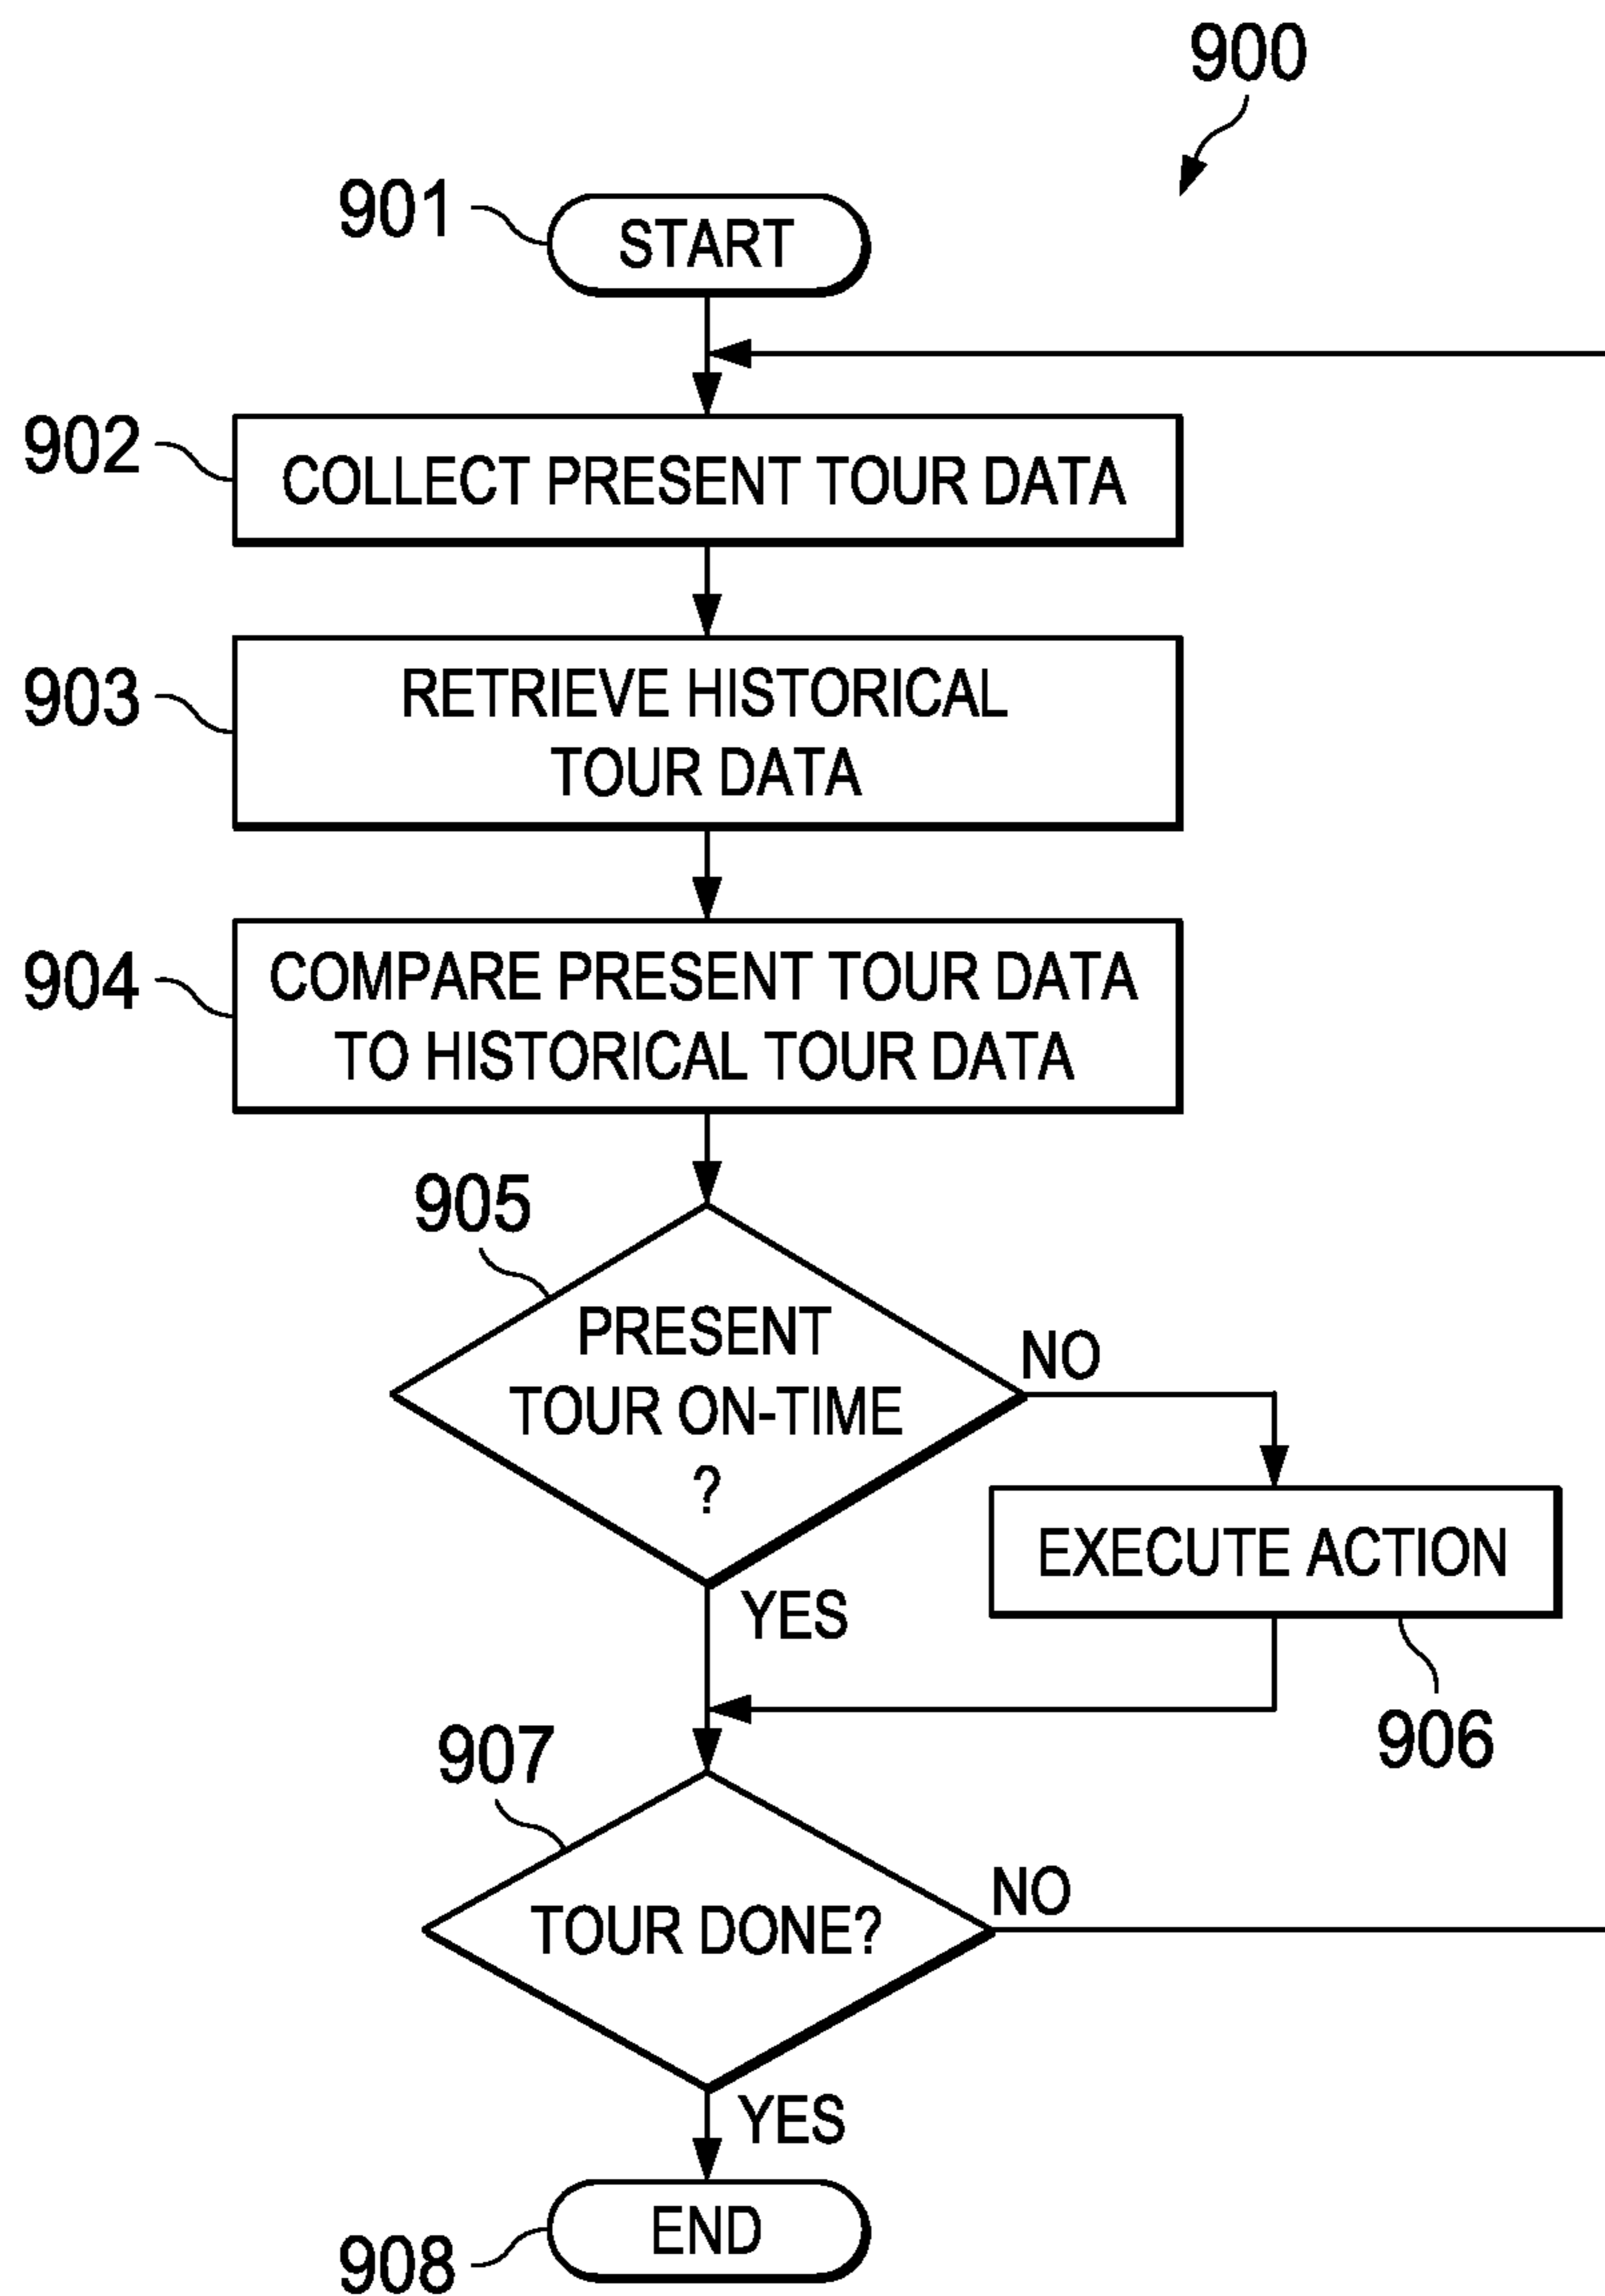 900
901
START
902
COLLECT PRESENT TOUR DATA
903
RETRIEVE HISTORICAL
TOUR DATA
904
COMPARE PRESENT TOUR DATA
TO HISTORICAL TOUR DATA
905
PRESENT
TOUR ON-TIME
?
NO
YES
EXECUTE ACTION
906
907
TOUR DONE?
NO
YES
END
908